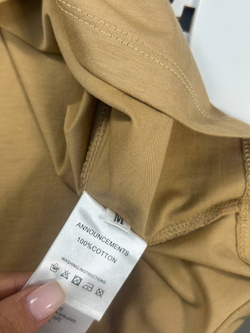 M
ANNOUNCEMENTS
100%COTTON
WASHING INSTRUCTIONS